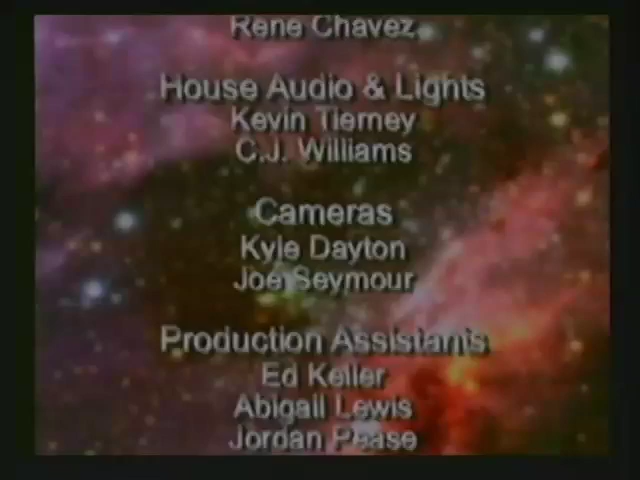 Rene Chavez
House Audio & Lights
Kevin Tierney
C.J. Williams
Cameras
Kyle Dayton
Joe Seymour
Production Assistants
Ed Keller
Abigail Lewis
Jordan Pease